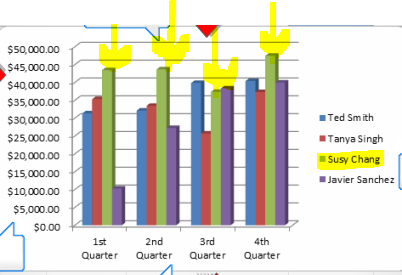 $50,000.00
$45,000.00
$40,000.00
$35,000.00
$30,000.00
$25,000.00
$20,000.00
$15,000.00
$10,000.00
$5,000.00
$0.00
1st Quarter
2nd Quarter
3rd Quarter
4th Quarter
Ted Smith
Tanya Singh
Susy Chang
Javier Sanchez